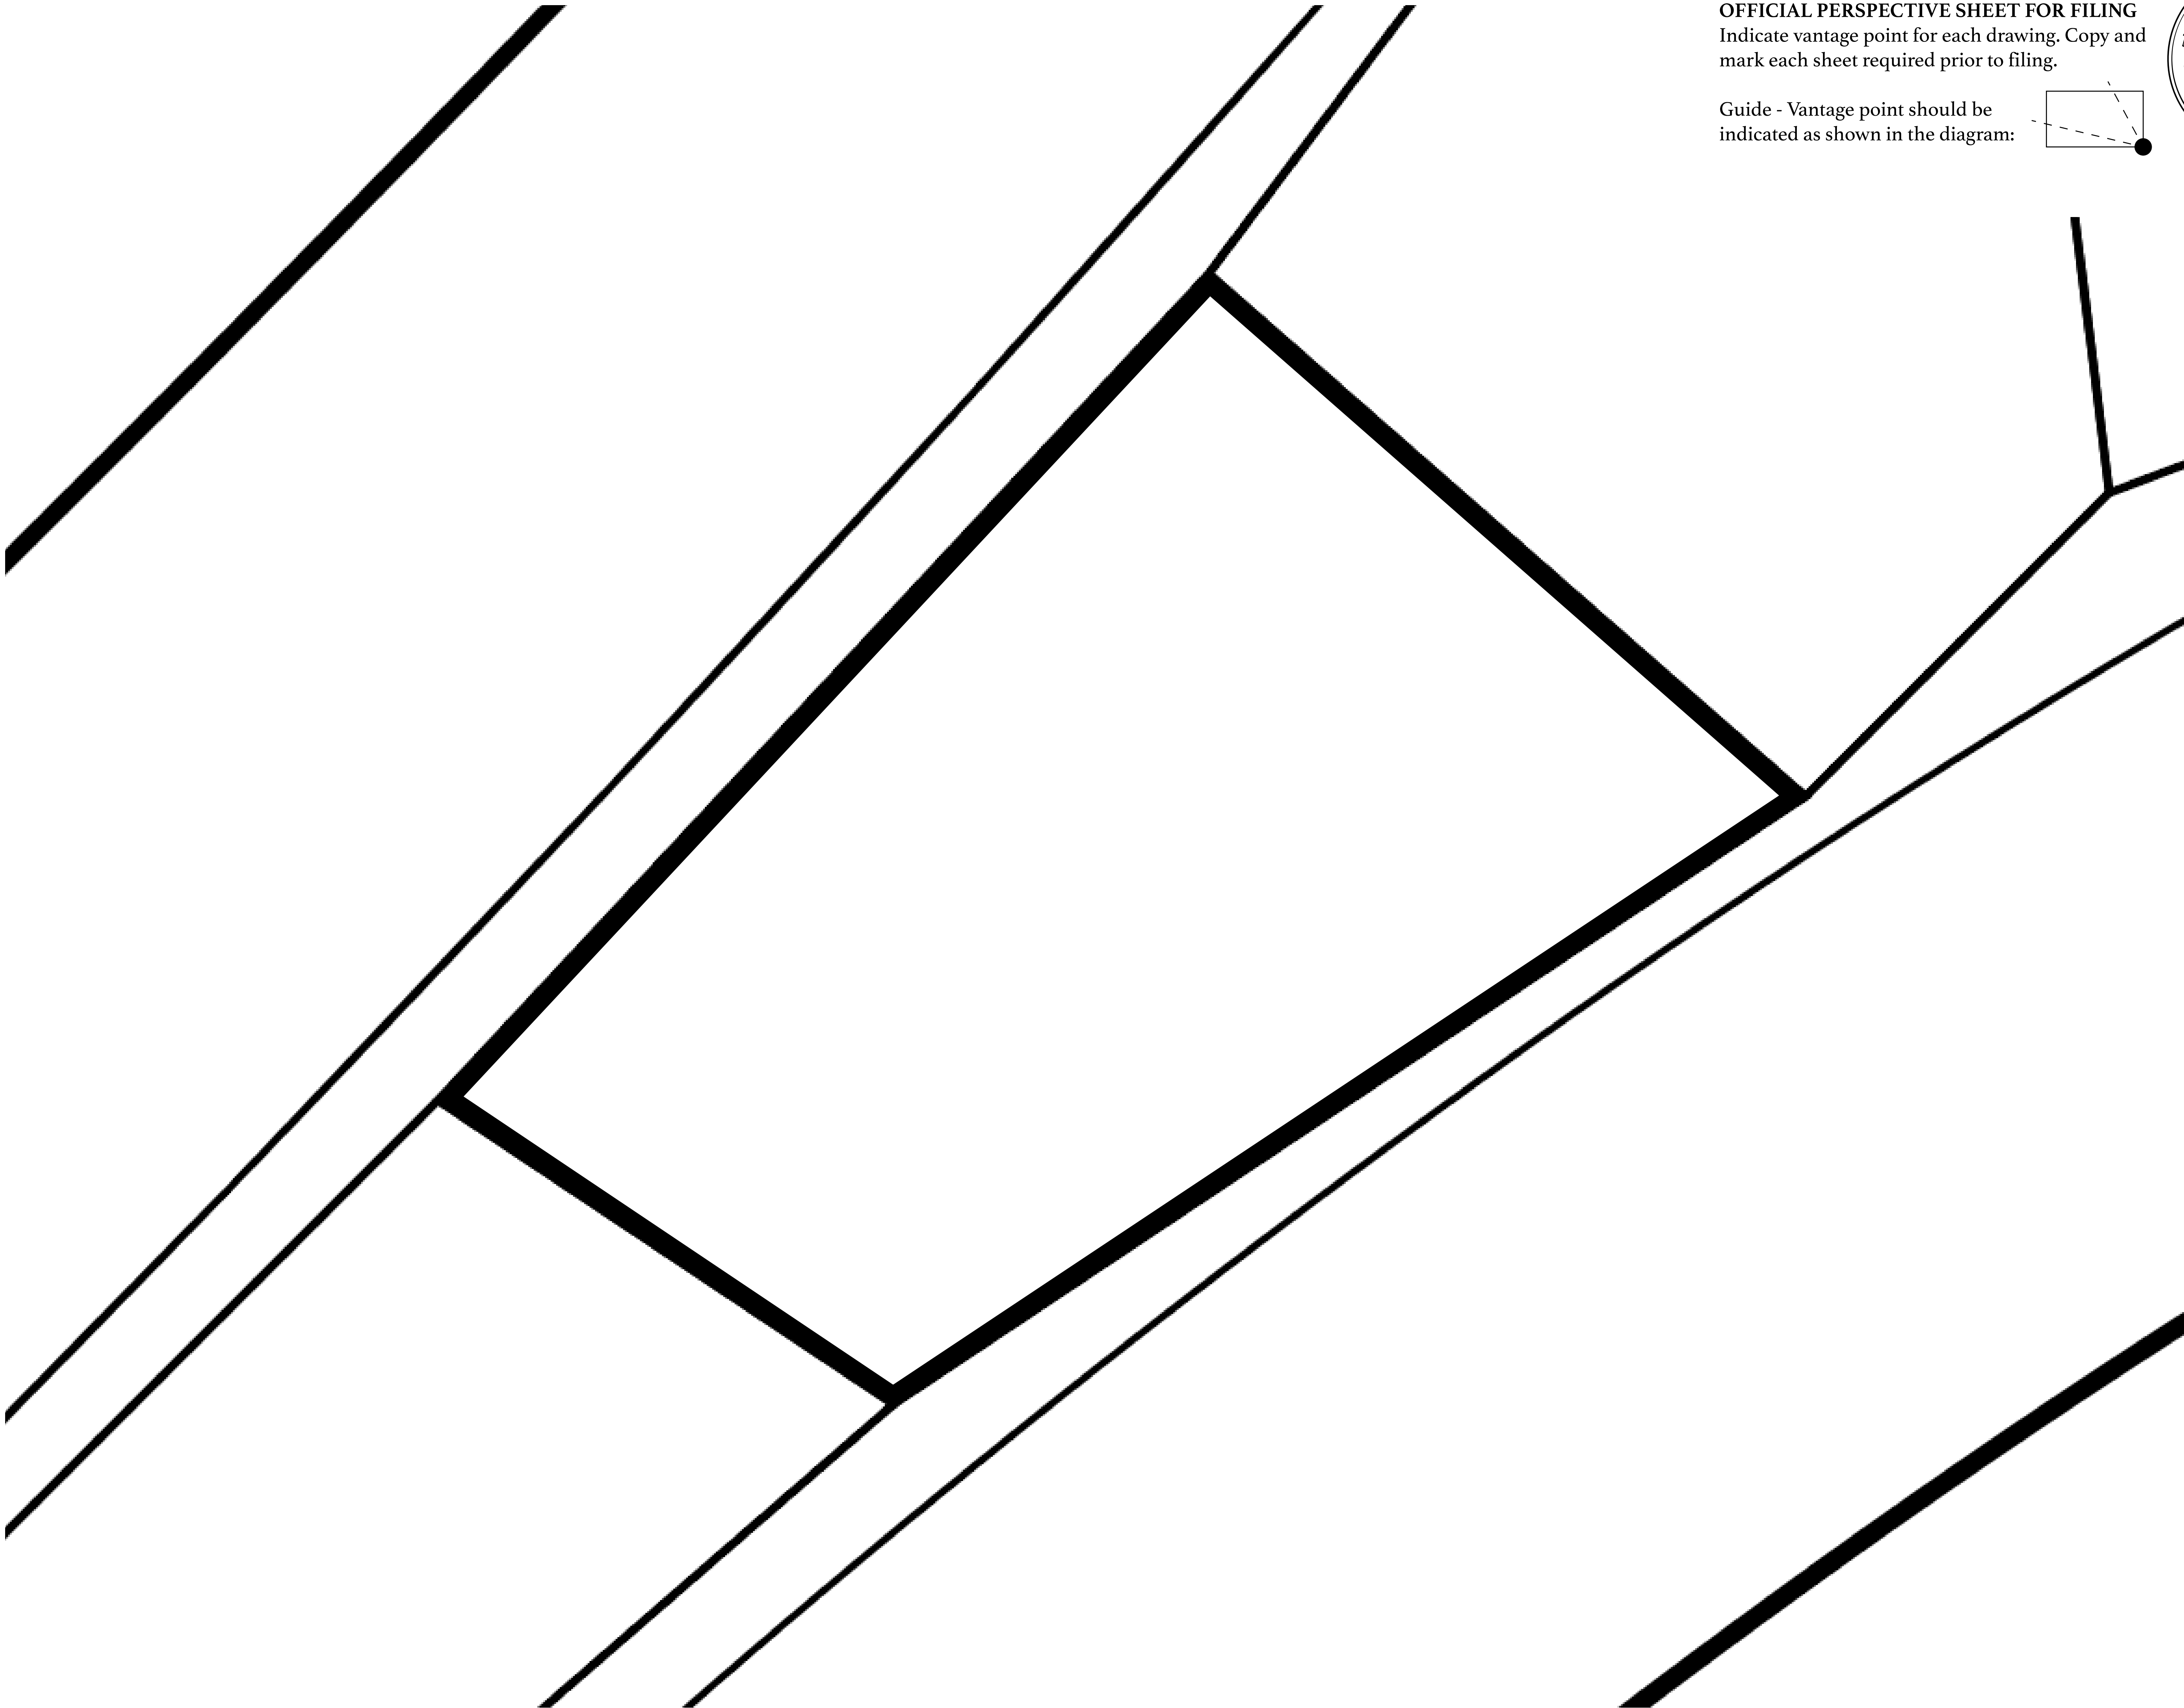 OFFICIAL PERSPECTIVE SHEET FOR FILING
Indicate vantage point for each drawing. Copy and
mark each sheet required prior to filing.
Guide - Vantage point should be
indicated as shown in the diagram: